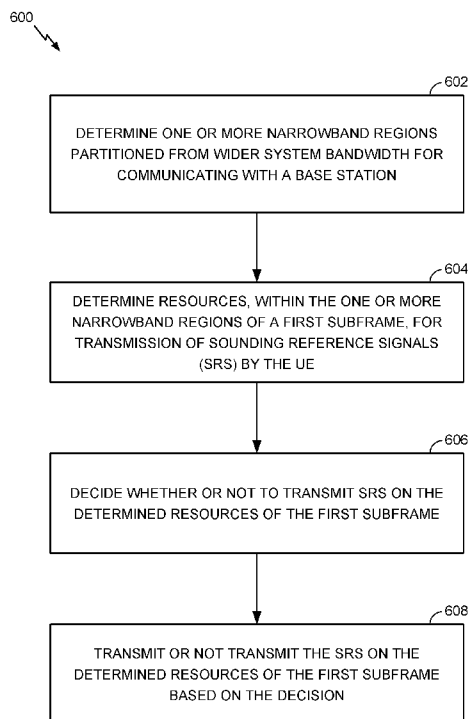 600
602
DETERMINE ONE OR MORE NARROWBAND REGIONS
PARTITIONED FROM WIDER SYSTEM BANDWIDTH FOR
COMMUNICATING WITH A BASE STATION
604
DETERMINE RESOURCES, WITHIN THE ONE OR MORE
NARROWBAND REGIONS OF A FIRST SUBFRAME, FOR
TRANSMISSION OF SOUNDING REFERENCE SIGNALS
(SRS) BY THE UE
606
DECIDE WHETHER OR NOT TO TRANSMIT SRS ON THE
DETERMINED RESOURCES OF THE FIRST SUBFRAME
608
TRANSMIT OR NOT TRANSMIT THE SRS ON THE
DETERMINED RESOURCES OF THE FIRST SUBFRAME
BASED ON THE DECISION